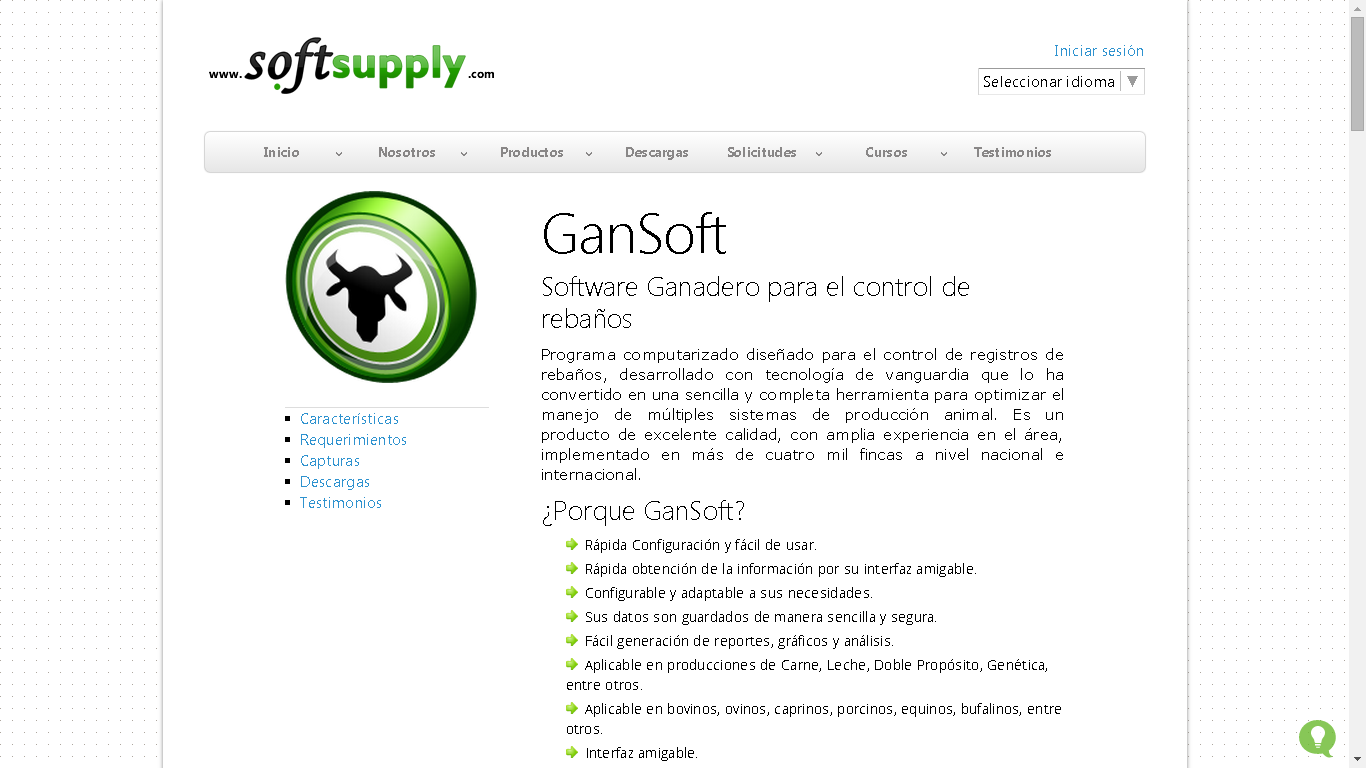 www.softsupply.com
Iniciar sesión
Seleccionar idioma ▼
Inicio
Nosotros
Productos
Descargas
Solicitudes
Cursos
Testimonios
GanSoft
Software Ganadero para el control de
rebaños
Programa computarizado diseñado para el control de registros de
rebaños, desarrollado con tecnología de vanguardia que lo ha
convertido en una sencilla y completa herramienta para optimizar el
manejo de múltiples sistemas de producción animal. Es un
producto de excelente calidad, con amplia experiencia en el área,
implementado en más de cuatro mil fincas a nivel nacional e
internacional.
Características
Requerimientos
Capturas
Descargas
Testimonios
¿Porque GanSoft?
Rápida Configuración y fácil de usar.
Rápida obtención de la información por su interfaz amigable.
Configurable y adaptable a sus necesidades.
Sus datos son guardados de manera sencilla y segura.
Fácil generación de reportes, gráficos y análisis.
Aplicable en producciones de Carne, Leche, Doble Propósito, Genética,
entre otros.
Aplicable en bovinos, ovinos, caprinos, porcinos, equinos, bufalinos, entre
otros.
Interfaz amigable.